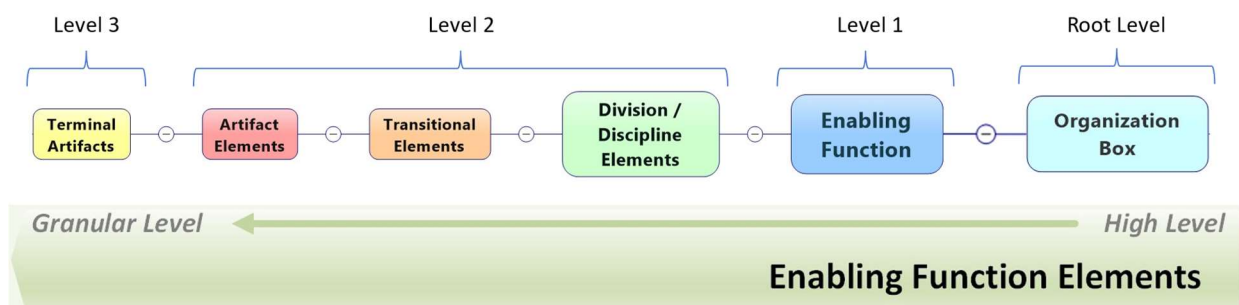 Level 3
Level 2
Level 1
Root Level
Terminal
Artifacts
Artifact
Elements
Transitional
Elements
Division /
Discipline
Elements
Enabling
Function
Organization
Box
Granular Level
High Level
Enabling Function Elements